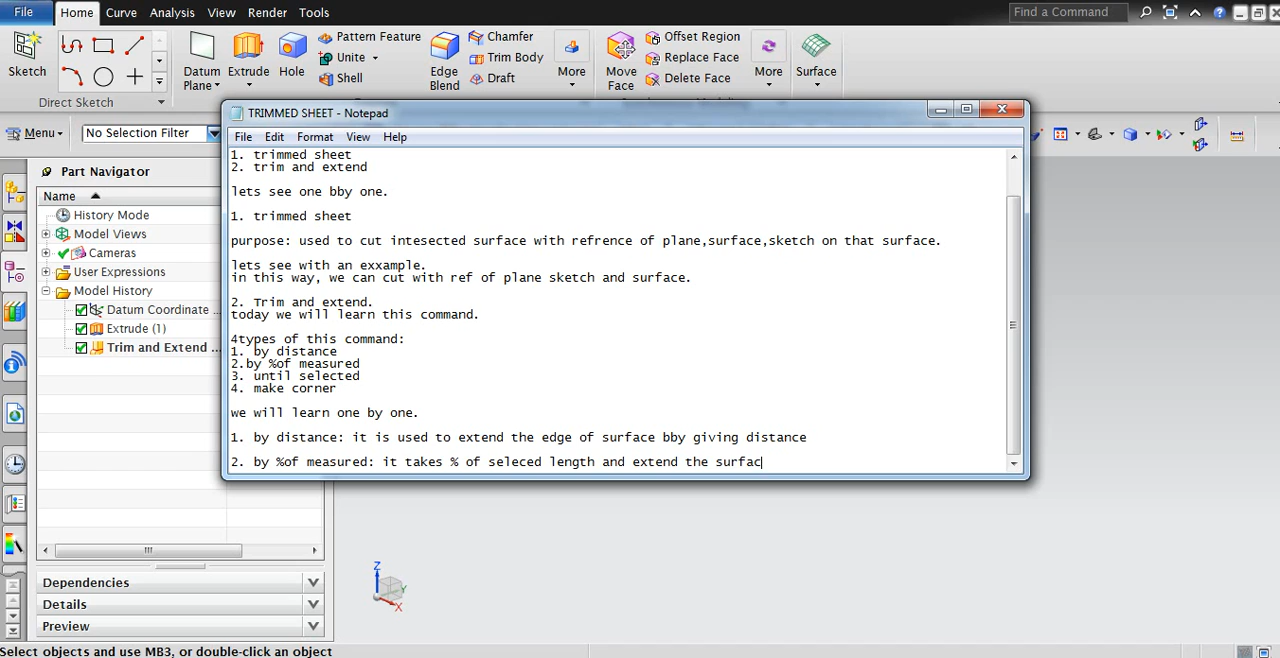 File Home Curve Analysis View Render Tools Find a Command
Pattern Feature Chamfer Offset Region
Unite Trim Body Replace Face
Sketch Datum Plane Extrude Hole Shell Edge Blend Draft More Move Face Delete Face More Surface
Direct Sketch
Menu No Selection Filter
TRIMMED SHEET - Notepad
File Edit Format View Help
1. trimmed sheet
2. trim and extend
lets see one bby one.
1. trimmed sheet
purpose: used to cut intesected surface with refrence of plane,surface,sketch on that surface.
lets see with an exxample.
in this way, we can cut with ref of plane sketch and surface.
2. Trim and extend.
today we will learn this command.
4types of this command:
1. by distance
2.by %of measured
3. until selected
4. make corner
we will learn one by one.
1. by distance: it is used to extend the edge of surface bby giving distance
2. by %of measured: it takes % of seleced length and extend the surfac
Part Navigator
Name
History Mode
Model Views
Cameras
User Expressions
Model History
Datum Coordinate ...
Extrude (1)
Trim and Extend ...
Dependencies
Details
Preview
Z
Y
X
Select objects and use MB3, or double-click an object